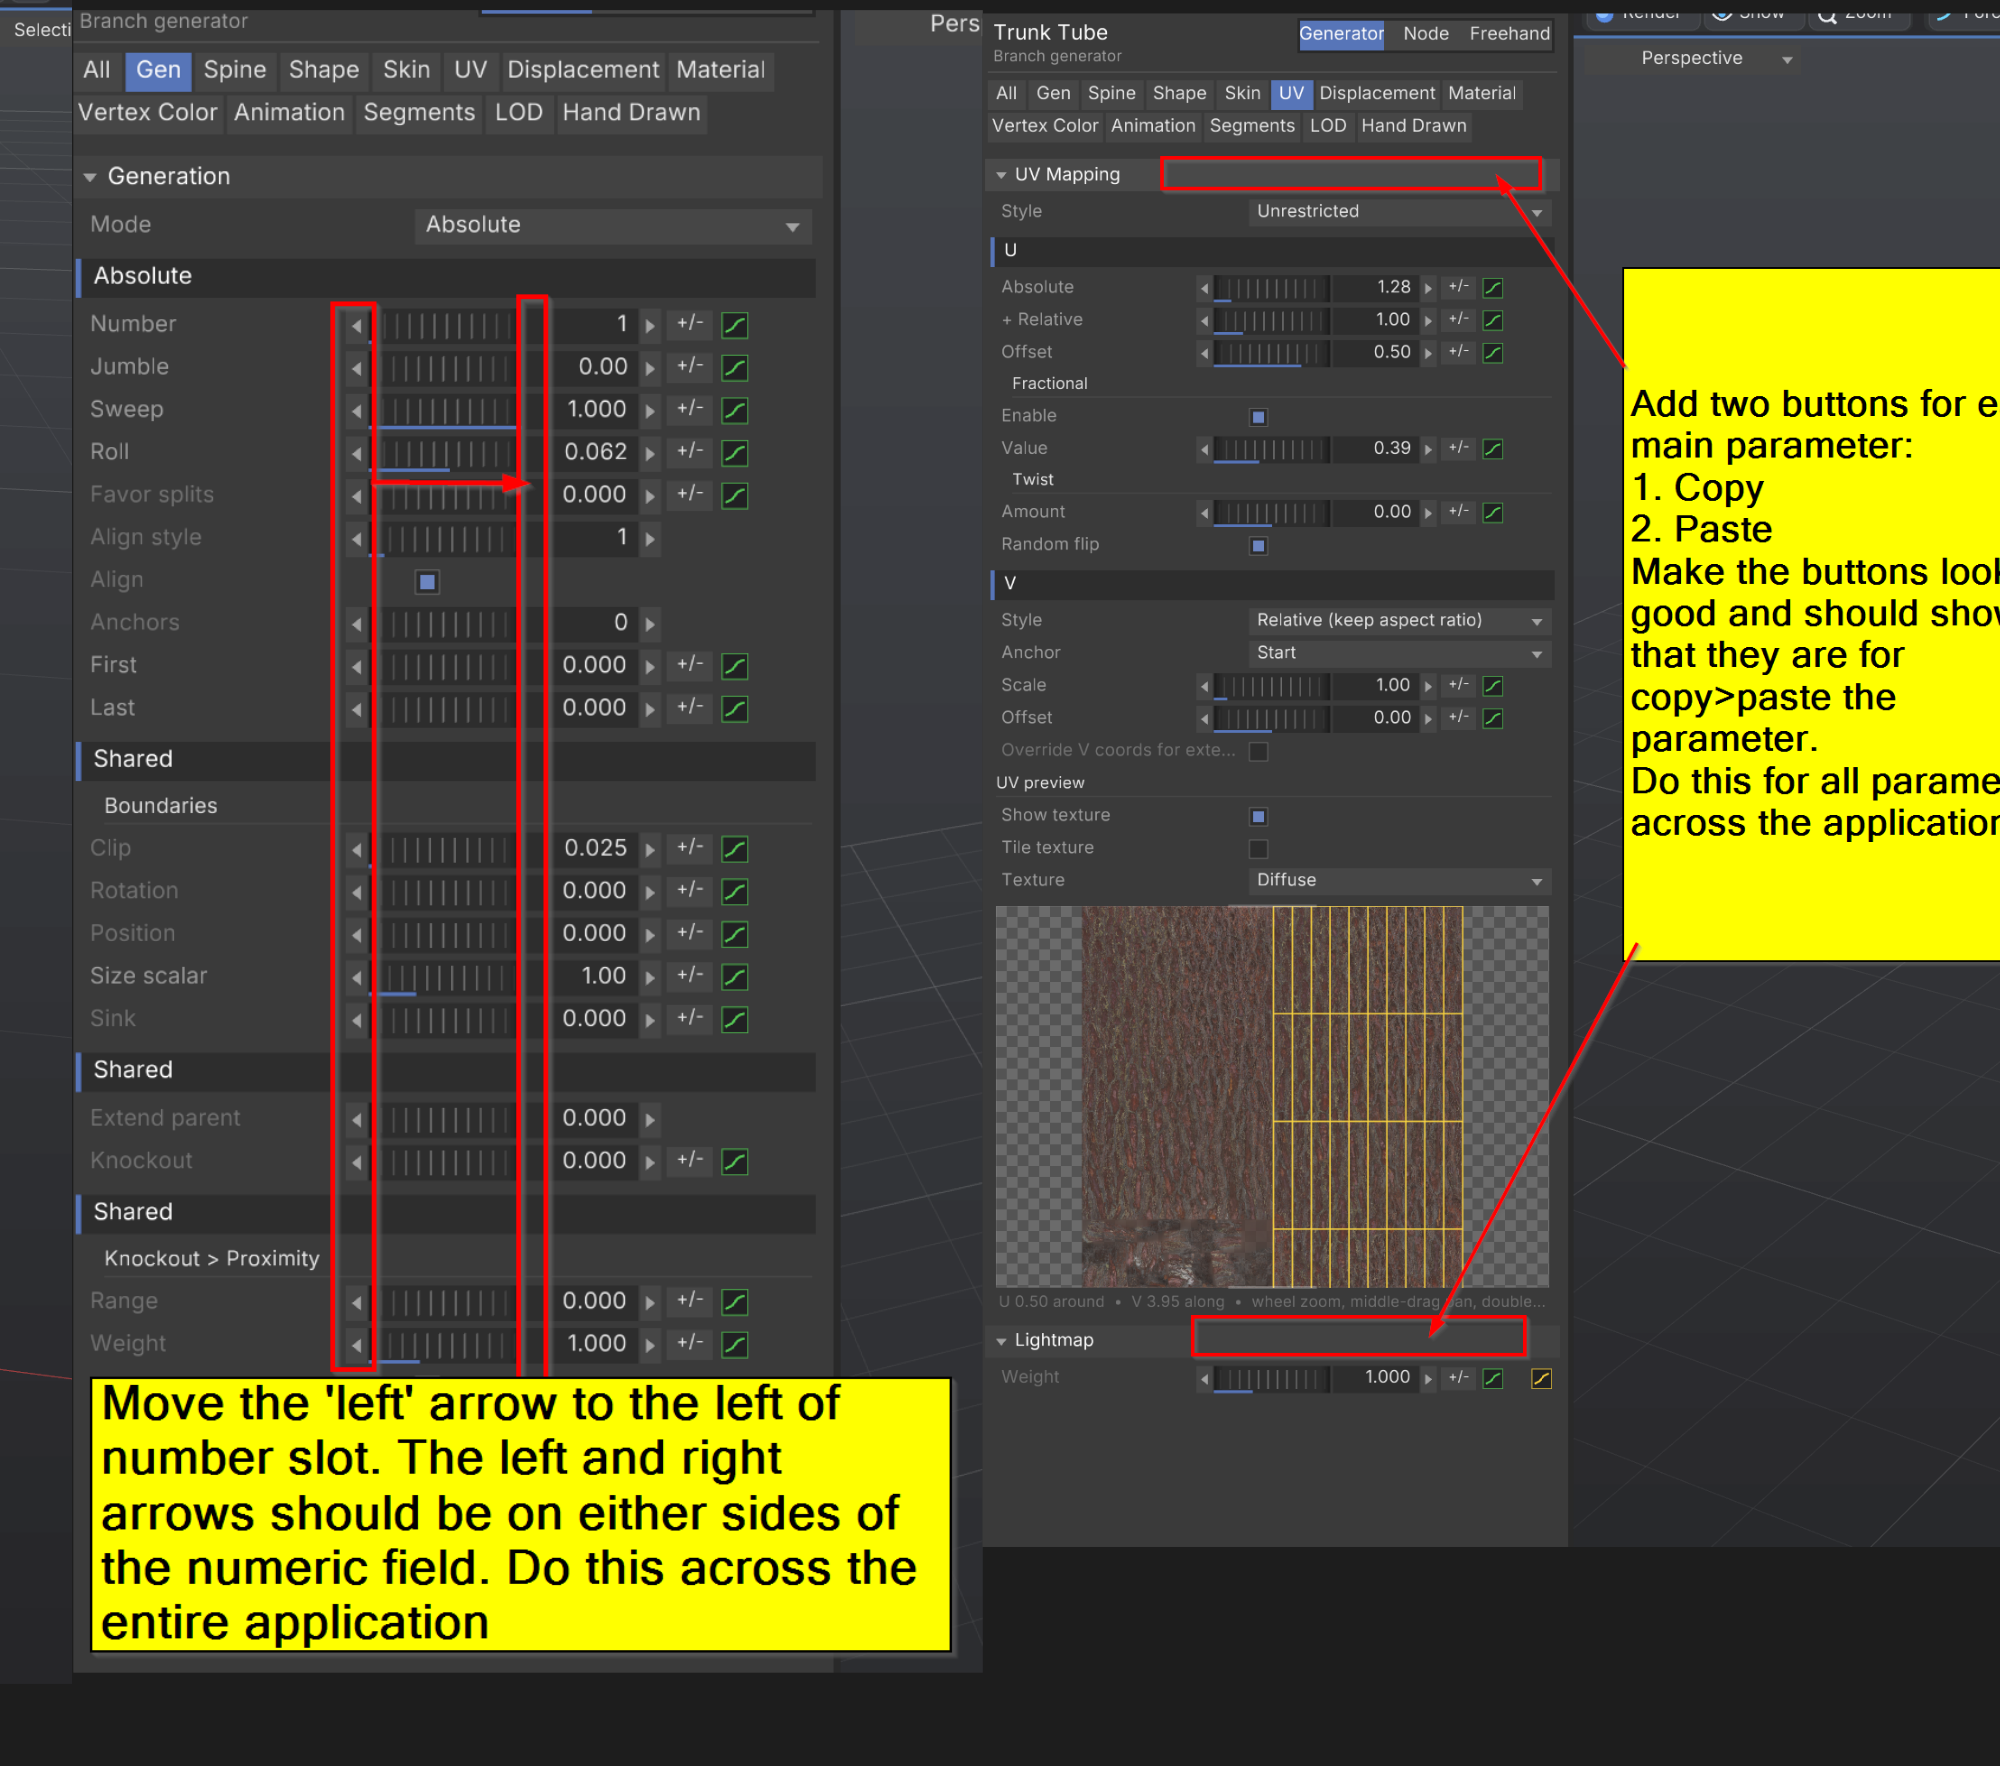 Selecti
Branch generator
All Gen Spine Shape Skin UV Displacement Material
Vertex Color Animation Segments LOD Hand Drawn
Generation
Mode Absolute
Absolute
Number 1 +/-
Jumble 0.00 +/-
Sweep 1.000 +/-
Roll 0.062 +/-
Favor splits 0.000 +/-
Align style 1
Align
Anchors 0
First 0.000 +/-
Last 0.000 +/-
Shared
Boundaries
Clip 0.025 +/-
Rotation 0.000 +/-
Position 0.000 +/-
Size scalar 1.00 +/-
Sink 0.000 +/-
Shared
Extend parent 0.000
Knockout 0.000 +/-
Shared
Knockout > Proximity
Range 0.000 +/-
Weight 1.000 +/-
Move the 'left' arrow to the left of
number slot. The left and right
arrows should be on either sides of
the numeric field. Do this across the
entire application
Pers
Trunk Tube
Generator Node Freehand
Branch generator
All Gen Spine Shape Skin UV Displacement Material
Vertex Color Animation Segments LOD Hand Drawn
UV Mapping
Style Unrestricted
U
Absolute 1.28 +/-
+ Relative 1.00 +/-
Offset 0.50 +/-
Fractional
Enable
Value 0.39 +/-
Twist
Amount 0.00 +/-
Random flip
V
Style Relative (keep aspect ratio)
Anchor Start
Scale 1.00 +/-
Offset 0.00 +/-
Override V coords for exte...
UV preview
Show texture
Tile texture
Texture Diffuse
U 0.50 around • V 3.95 along • wheel zoom, middle-drag pan, double...
Lightmap
Weight 1.000 +/-
Render Show Zoom
Perspective
Add two buttons for e
main parameter:
1. Copy
2. Paste
Make the buttons look
good and should show
that they are for
copy>paste the
parameter.
Do this for all parame
across the application